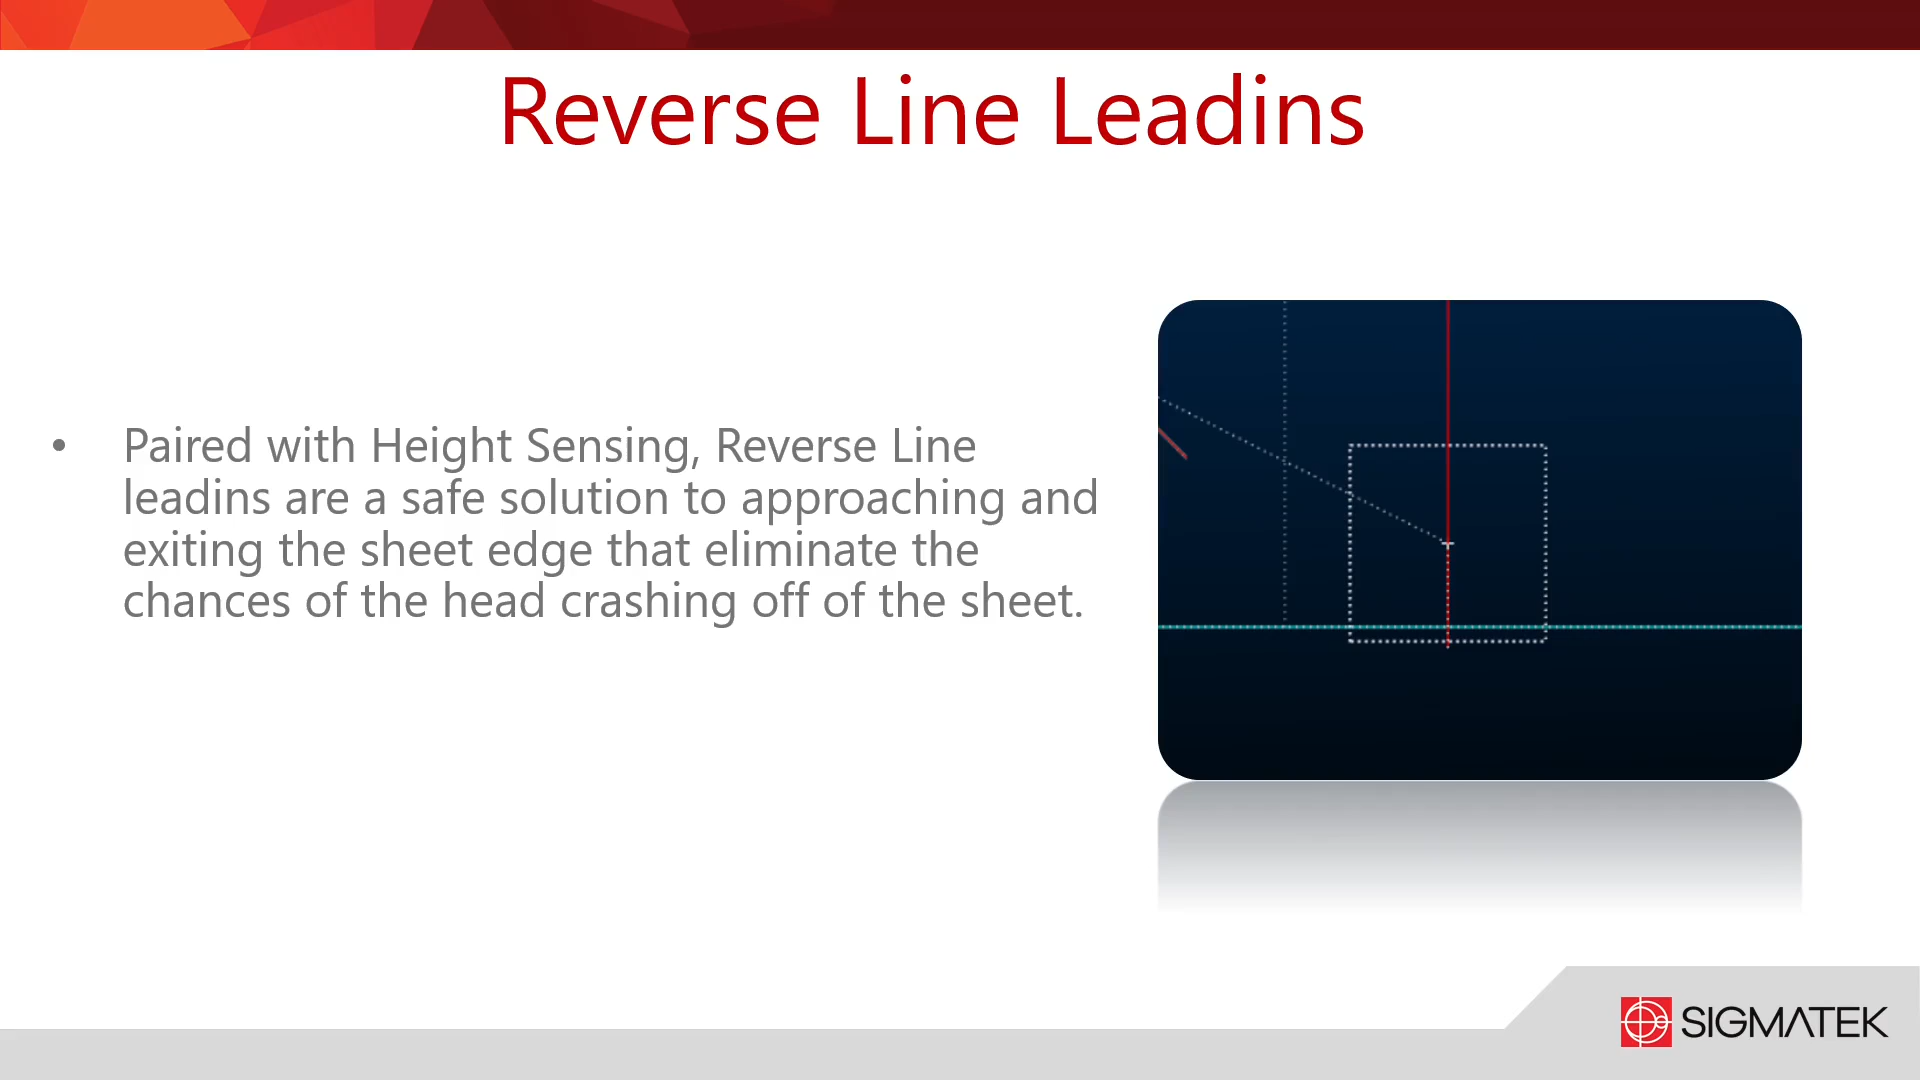 Reverse Line Leadins
• Paired with Height Sensing, Reverse Line
leadins are a safe solution to approaching and
exiting the sheet edge that eliminate the
chances of the head crashing off of the sheet.
SIGMATEK